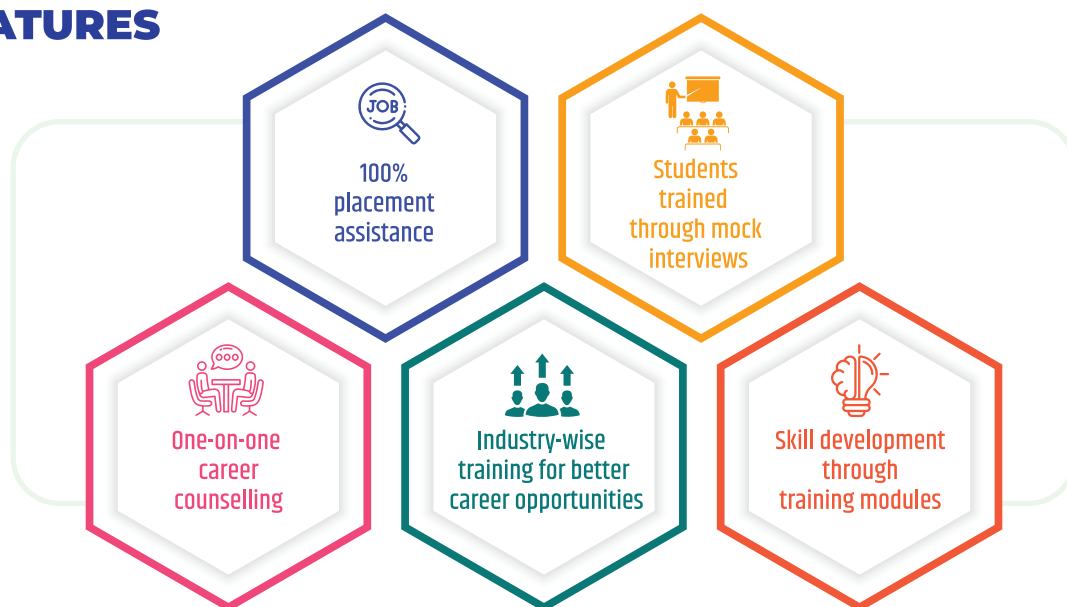 ATURES
JOB
100%
placement
assistance
Students
trained
through mock
interviews
One-on-one
career
counselling
Industry-wise
training for better
career opportunities
Skill development
through
training modules